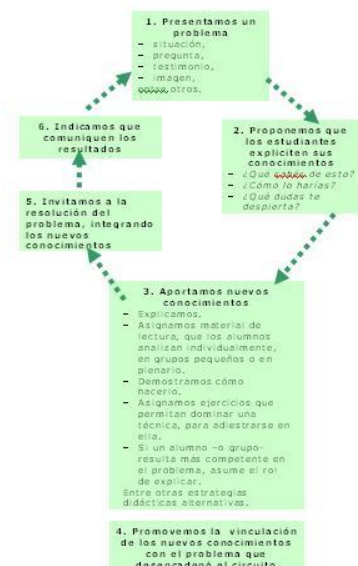 1. Presentamos un
problema
– situación,
– pregunta,
– testimonio,
– imagen,
otros.
2. Proponemos que
los estudiantes
expliciten sus
conocimientos
– ¿Qué saben de esto?
– ¿Cómo lo harías?
– ¿Qué dudas te
despierta?
3. Aportamos nuevos
conocimientos
– Explicamos.
– Asignamos material de
lectura, que los alumnos
analizan individualmente,
en grupos pequeños o en
plenario.
– Demostramos cómo
hacerlo.
– Asignamos ejercicios que
permitan dominar una
técnica, para adiestrarse en
ella.
– Si un alumno –o grupo–
resulta más competente en
el problema, asume el rol
de explicar.
Entre otras estrategias
didácticas alternativas.
4. Promovemos la vinculación
de los nuevos conocimientos
con el problema que
desencadenó el circuito
5. Invitamos a la
resolución del
problema, integrando
los nuevos
conocimientos
6. Indicamos que
comuniquen los
resultados